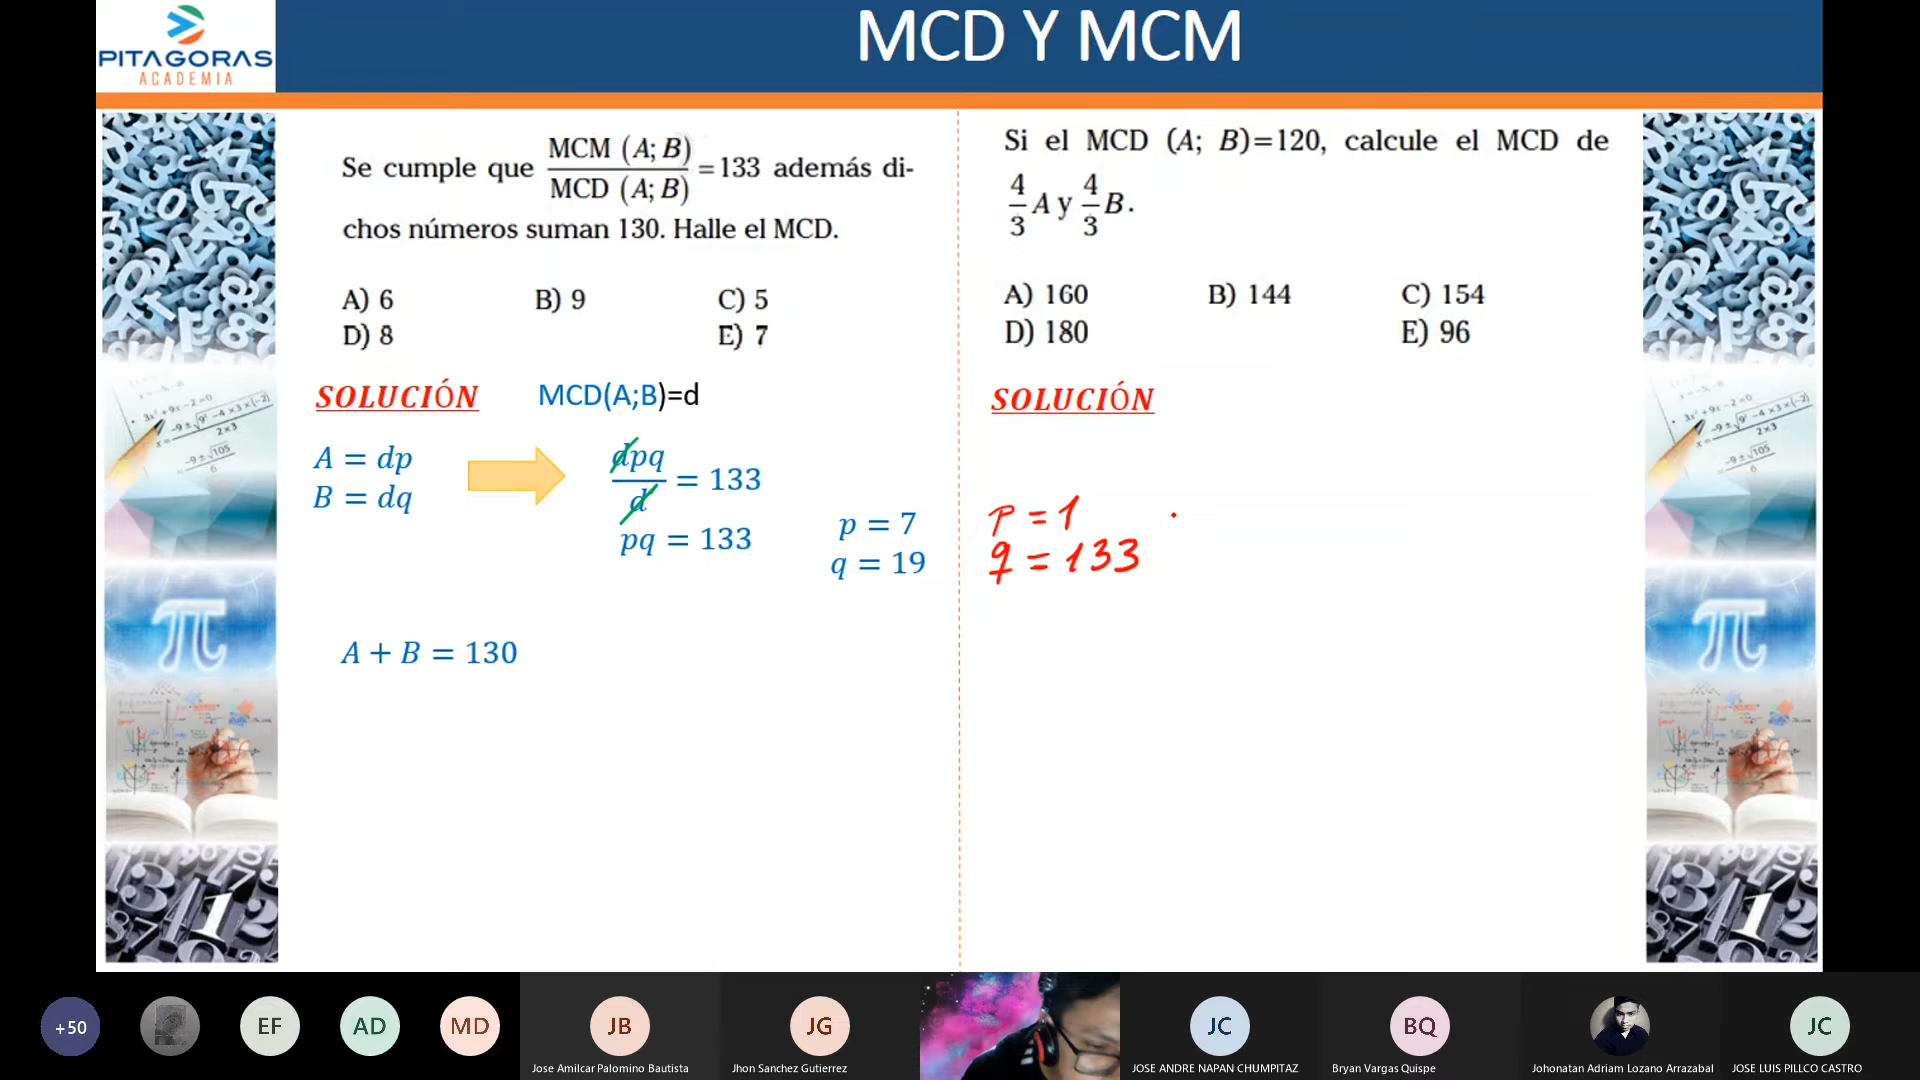 PITAGORAS
ACADEMIA
MCD Y MCM
Se cumple que MCM (A; B) / MCD (A; B) = 133 además di-
chos números suman 130. Halle el MCD.
A) 6 B) 9 C) 5
D) 8 E) 7
SOLUCIÓN MCD(A;B)=d
A = dp
B = dq
dpq / d = 133
pq = 133
p = 7
q = 19
A + B = 130
Si el MCD (A; B)=120, calcule el MCD de
4/3 A y 4/3 B.
A) 160 B) 144 C) 154
D) 180 E) 96
SOLUCIÓN
p = 1
q = 133
+50
EF
AD
MD
JB
Jose Amilcar Palomino Bautista
JG
Jhon Sanchez Gutierrez
JC
JOSE ANDRE NAPAN CHUMPITAZ
BQ
Bryan Vargas Quispe
Johonatan Adriam Lozano Arrazabal
JC
JOSE LUIS PILLCO CASTRO